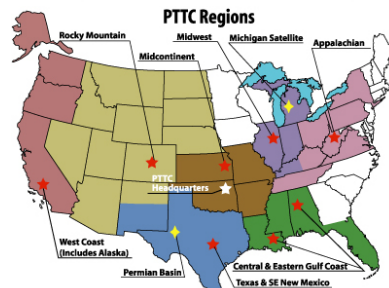 PTTC Regions
Rocky Mountain
Midwest
Michigan Satellite
Midcontinent
Appalachian
PTTC
Headquarters
West Coast
(Includes Alaska)
Permian Basin
Central & Eastern Gulf Coast
Texas & SE New Mexico